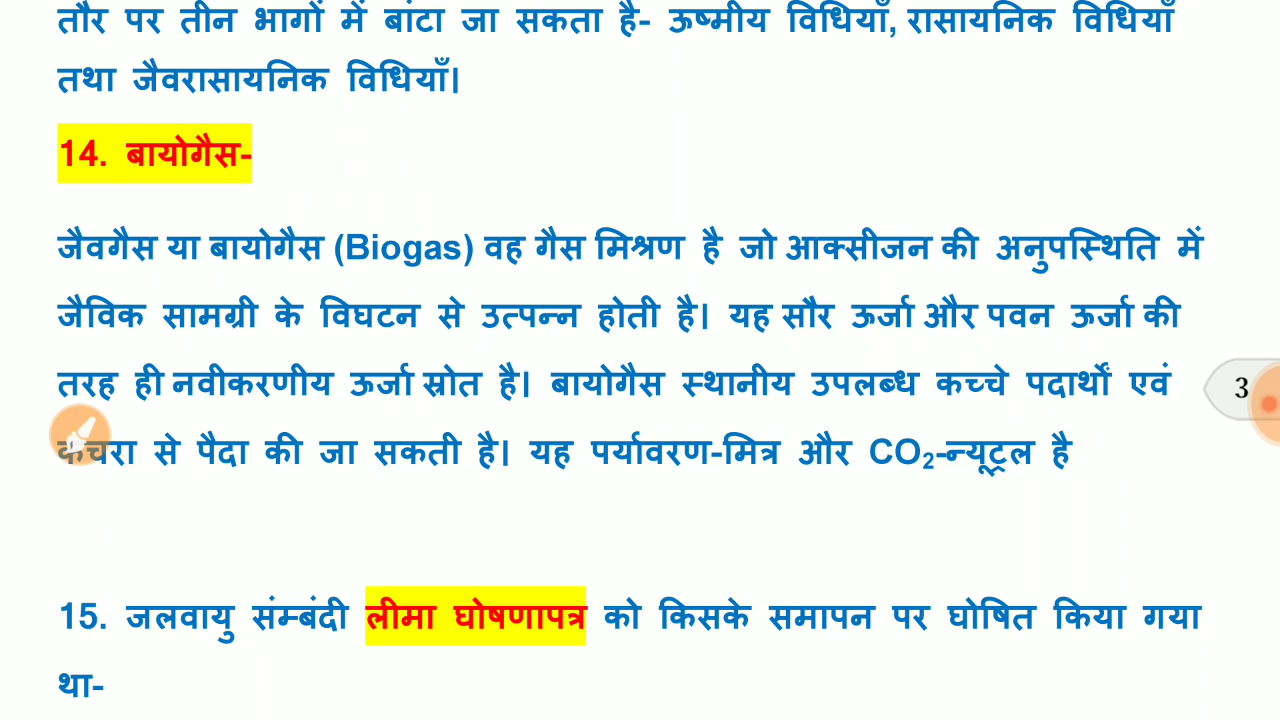 तौर पर तीन भागों में बांटा जा सकता है- ऊष्मीय विधियाँ, रासायनिक विधियाँ
तथा जैवरासायनिक विधियाँ।
14. बायोगैस-
जैवगैस या बायोगैस (Biogas) वह गैस मिश्रण है जो आक्सीजन की अनुपस्थिति में
जैविक सामग्री के विघटन से उत्पन्न होती है। यह सौर ऊर्जा और पवन ऊर्जा की
तरह ही नवीकरणीय ऊर्जा स्रोत है। बायोगैस स्थानीय उपलब्ध कच्चे पदार्थों एवं
3
कचरा से पैदा की जा सकती है। यह पर्यावरण-मित्र और CO₂-न्यूट्रल है
15. जलवायु संम्बंदी लीमा घोषणापत्र को किसके समापन पर घोषित किया गया
था-